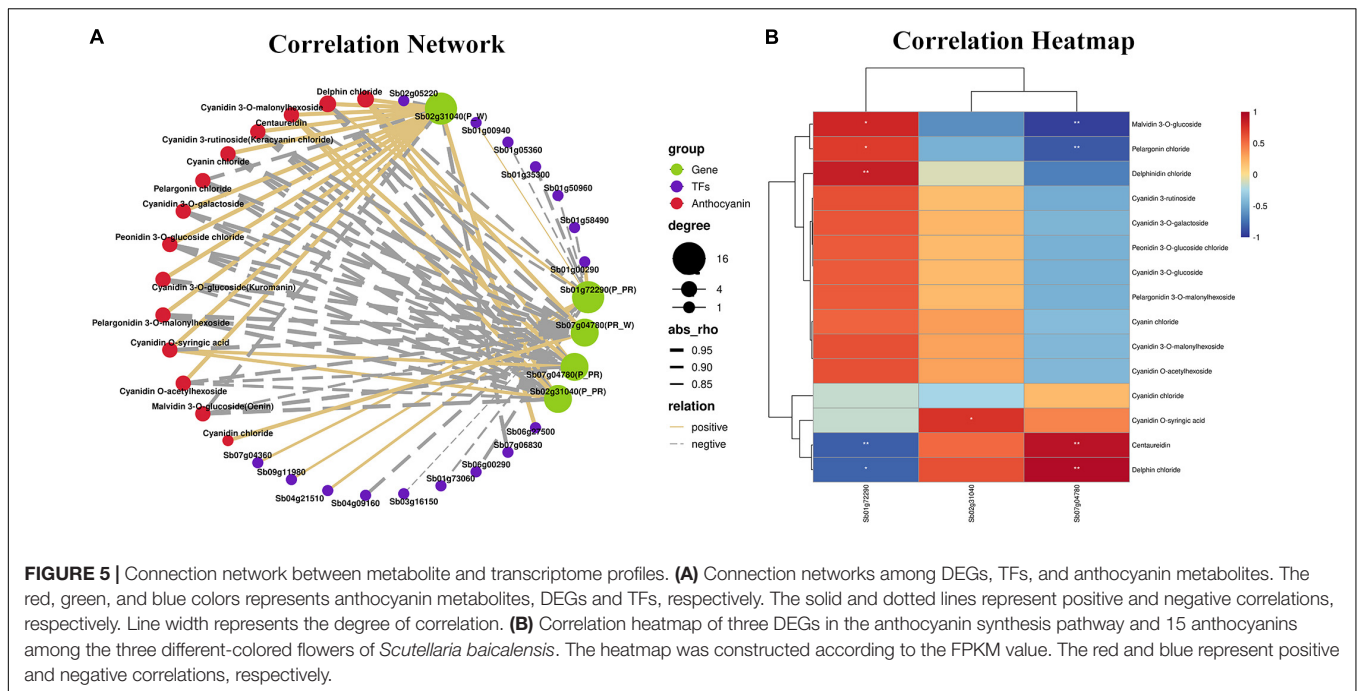 A
Correlation Network
Delphin chloride
Sb02g05220
Cyanidin 3-O-malonylhexoside
Sb02g31040(P_W)
Centaureidin
Sb01g00940
Cyanidin 3-rutinoside(Keracyanin chloride)
Sb01g05360
Cyanin chloride
Sb01g35300
Pelargonin chloride
Sb01g50960
Cyanidin 3-O-galactoside
Sb01g58490
Peonidin 3-O-glucoside chloride
Sb01g00290
Cyanidin 3-O-glucoside(Kuromanin)
Sb01g72290(P_PR)
Pelargonidin 3-O-malonylhexoside
Sb07g04780(PR_W)
Cyanidin O-syringic acid
Sb07g04780(P_PR)
Cyanidin O-acetylhexoside
Sb02g31040(P_PR)
Malvidin 3-O-glucoside(Oenin)
Cyanidin chloride
Sb06g27500
Sb07g04360
Sb07g06830
Sb09g11980
Sb06g00290
Sb04g21510
Sb01g73060
Sb04g09160
Sb03g16150
group
Gene
TFs
Anthocyanin
degree
16
4
1
abs_rho
0.95
0.90
0.85
relation
positive
negtive
B
Correlation Heatmap
* ** Malvidin 3-O-glucoside
* ** Pelargonin chloride
** Delphinidin chloride
Cyanidin 3-rutinoside
Cyanidin 3-O-galactoside
Peonidin 3-O-glucoside chloride
Cyanidin 3-O-glucoside
Pelargonidin 3-O-malonylhexoside
Cyanin chloride
Cyanidin 3-O-malonylhexoside
Cyanidin O-acetylhexoside
Cyanidin chloride
* Cyanidin O-syringic acid
** ** Centaureidin
* ** Delphin chloride
Sb01g72290
Sb02g31040
Sb07g04780
1
0.5
0
-0.5
-1
FIGURE 5 | Connection network between metabolite and transcriptome profiles. (A) Connection networks among DEGs, TFs, and anthocyanin metabolites. The
red, green, and blue colors represents anthocyanin metabolites, DEGs and TFs, respectively. The solid and dotted lines represent positive and negative correlations,
respectively. Line width represents the degree of correlation. (B) Correlation heatmap of three DEGs in the anthocyanin synthesis pathway and 15 anthocyanins
among the three different-colored flowers of Scutellaria baicalensis. The heatmap was constructed according to the FPKM value. The red and blue represent positive
and negative correlations, respectively.